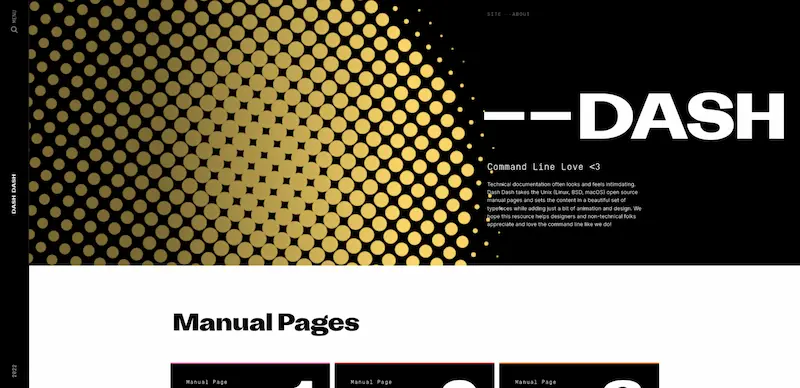 MENU
SITE - ABOUT
——DASH
Command Line Love <3
Technical documentation often looks and feels intimdating.
Dash Dash takes the Unix (Linux, BSD, macOS) open source
manual pages and sets the content in a beautiful set of
typefaces while adding just a bit of animation and design. We
hope this resource helps designers and non-technical folks
appreciate and love the command line like we do!
DASH DASH
2022
Manual Pages
Manual Page
Manual Page
Manual Page